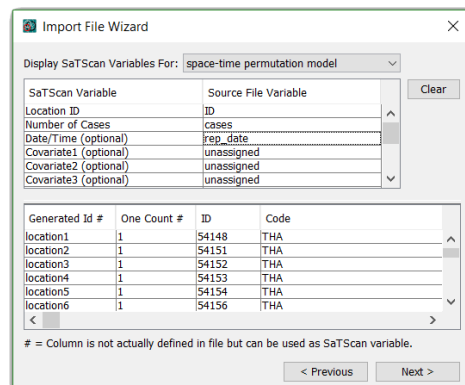 Import File Wizard
Display SaTScan Variables For: space-time permutation model
Clear
SaTScan Variable Source File Variable
Location ID ID
Number of Cases cases
Date/Time (optional) rep_date
Covariate1 (optional) unassigned
Covariate2 (optional) unassigned
Covariate3 (optional) unassigned
Generated Id # One Count # ID Code
location1 1 54148 THA
location2 1 54151 THA
location3 1 54152 THA
location4 1 54153 THA
location5 1 54154 THA
location6 1 54156 THA
# = Column is not actually defined in file but can be used as SaTScan variable.
< Previous Next >